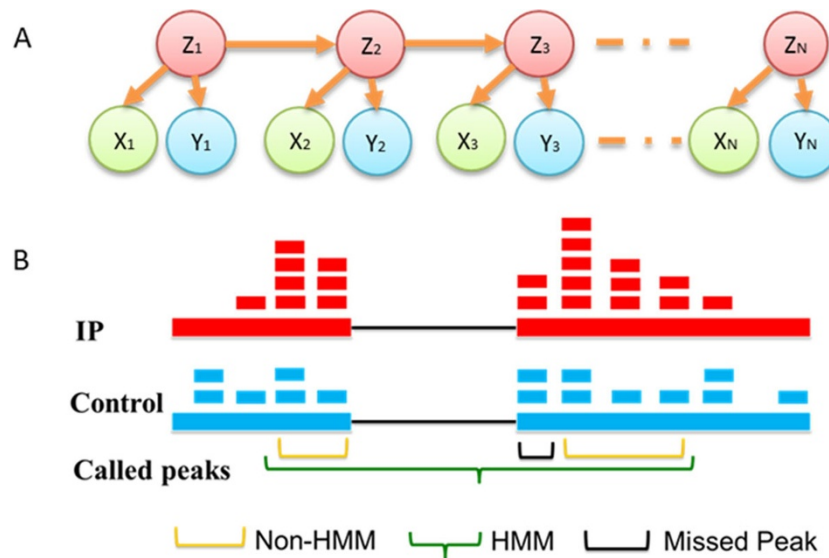 A
Z1 Z2 Z3 ZN
X1 Y1 X2 Y2 X3 Y3 XN YN
B
IP
Control
Called peaks
Non-HMM HMM Missed Peak